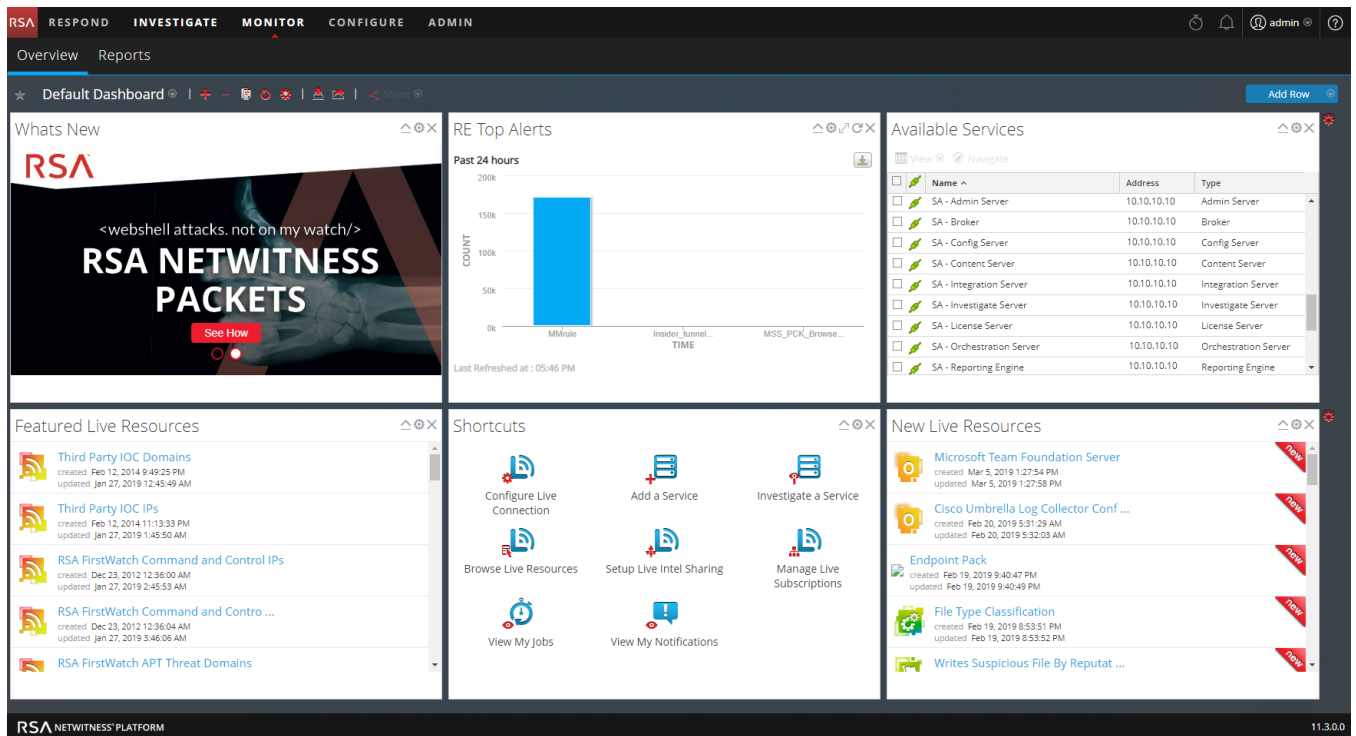 RSA RESPOND INVESTIGATE MONITOR CONFIGURE ADMIN admin
Overview Reports
Default Dashboard Share Add Row
Whats New
RSA
<webshell attacks. not on my watch/>
RSA NETWITNESS
PACKETS
See How
RE Top Alerts
Past 24 hours
200k
150k
100k
50k
0k
COUNT
MMrule Insider_tunnel... MSS_PCK_Browse...
TIME
Last Refreshed at : 05:46 PM
Available Services
View Navigate
Name Address Type
SA - Admin Server 10.10.10.10 Admin Server
SA - Broker 10.10.10.10 Broker
SA - Config Server 10.10.10.10 Config Server
SA - Content Server 10.10.10.10 Content Server
SA - Integration Server 10.10.10.10 Integration Server
SA - Investigate Server 10.10.10.10 Investigate Server
SA - License Server 10.10.10.10 License Server
SA - Orchestration Server 10.10.10.10 Orchestration Server
SA - Reporting Engine 10.10.10.10 Reporting Engine
Featured Live Resources
Third Party IOC Domains
created Feb 12, 2014 9:49:25 PM
updated Jan 27, 2019 12:45:49 AM
Third Party IOC IPs
created Feb 12, 2014 11:13:33 PM
updated Jan 27, 2019 1:45:50 AM
RSA FirstWatch Command and Control IPs
created Dec 23, 2012 12:36:00 AM
updated Jan 27, 2019 2:45:53 AM
RSA FirstWatch Command and Contro ...
created Dec 23, 2012 12:36:04 AM
updated Jan 27, 2019 3:46:06 AM
RSA FirstWatch APT Threat Domains
Shortcuts
Configure Live
Connection
Add a Service
Investigate a Service
Browse Live Resources
Setup Live Intel Sharing
Manage Live
Subscriptions
View My Jobs
View My Notifications
New Live Resources
Microsoft Team Foundation Server
created Mar 5, 2019 1:27:54 PM
updated Mar 5, 2019 1:27:58 PM
new
Cisco Umbrella Log Collector Conf ...
created Feb 20, 2019 5:31:29 AM
updated Feb 20, 2019 5:32:03 AM
new
Endpoint Pack
created Feb 19, 2019 9:40:47 PM
updated Feb 19, 2019 9:40:49 PM
new
File Type Classification
created Feb 19, 2019 8:53:51 PM
updated Feb 19, 2019 8:53:52 PM
new
Writes Suspicious File By Reputat ...
new
RSA NETWITNESS® PLATFORM 11.3.0.0